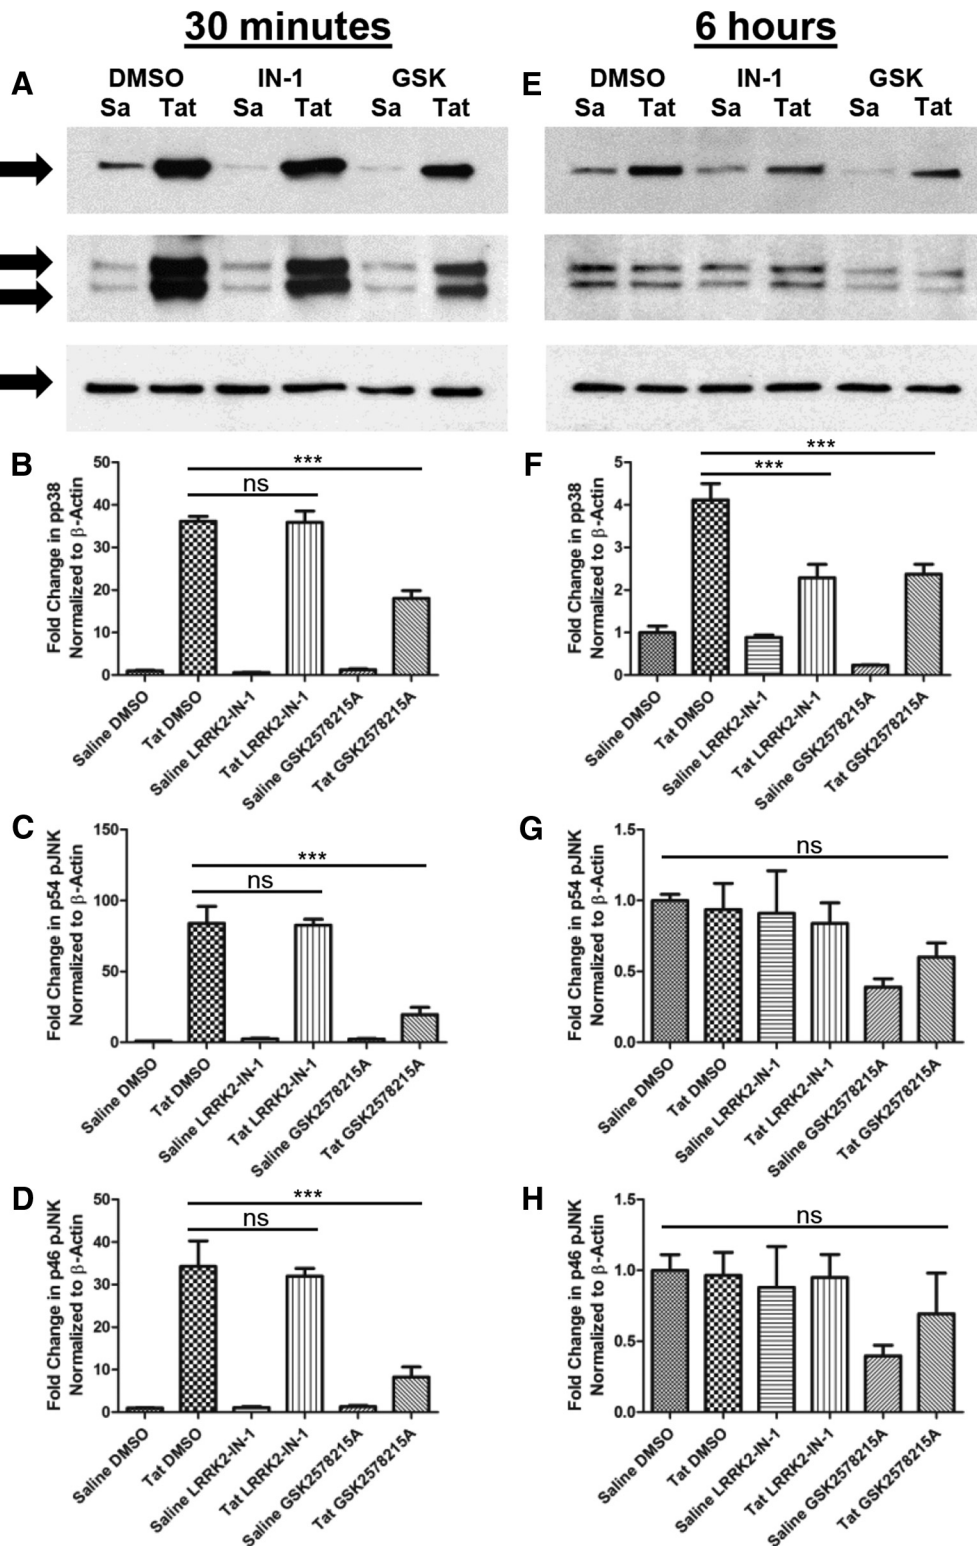 30 minutes
6 hours
A
DMSO IN-1 GSK
Sa Tat Sa Tat Sa Tat
E
DMSO IN-1 GSK
Sa Tat Sa Tat Sa Tat
B
Fold Change in pp38
Normalized to β-Actin
50
40
30
20
10
0
***
ns
Saline DMSO
Tat DMSO
Saline LRRK2-IN-1
Tat LRRK2-IN-1
Saline GSK2578215A
Tat GSK2578215A
F
Fold Change in pp38
Normalized to β-Actin
5
4
3
2
1
0
***
***
Saline DMSO
Tat DMSO
Saline LRRK2-IN-1
Tat LRRK2-IN-1
Saline GSK2578215A
Tat GSK2578215A
C
Fold Change in p54 pJNK
Normalized to β-Actin
150
100
50
0
***
ns
Saline DMSO
Tat DMSO
Saline LRRK2-IN-1
Tat LRRK2-IN-1
Saline GSK2578215A
Tat GSK2578215A
G
Fold Change in p54 pJNK
Normalized to β-Actin
1.5
1.0
0.5
0.0
ns
Saline DMSO
Tat DMSO
Saline LRRK2-IN-1
Tat LRRK2-IN-1
Saline GSK2578215A
Tat GSK2578215A
D
Fold Change in p46 pJNK
Normalized to β-Actin
50
40
30
20
10
0
***
ns
Saline DMSO
Tat DMSO
Saline LRRK2-IN-1
Tat LRRK2-IN-1
Saline GSK2578215A
Tat GSK2578215A
H
Fold Change in p46 pJNK
Normalized to β-Actin
1.5
1.0
0.5
0.0
ns
Saline DMSO
Tat DMSO
Saline LRRK2-IN-1
Tat LRRK2-IN-1
Saline GSK2578215A
Tat GSK2578215A